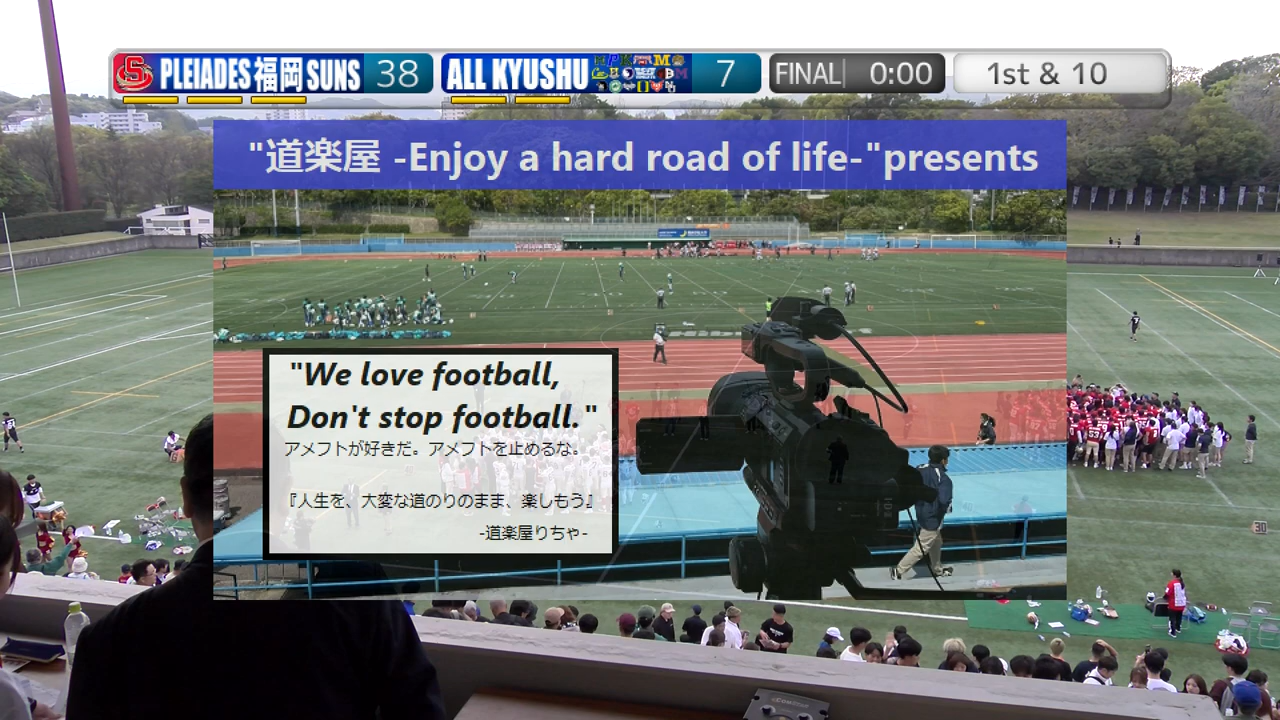 PLEIADES 福岡 SUNS 38 ALL KYUSHU 7 FINAL 0:00 1st & 10
"道楽屋 -Enjoy a hard road of life-"presents
"We love football,
Don't stop football."
アメフトが好きだ。アメフトを止めるな。
『人生を、大変な道のりのまま、楽しもう』
-道楽屋りちゃ-
30